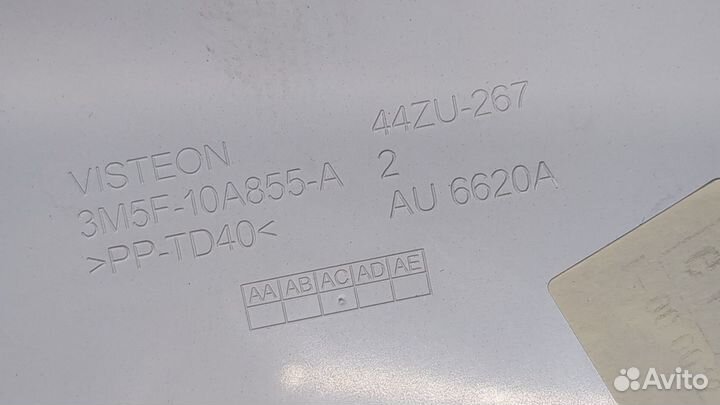 VISTEON
3M5F-10A855-A
>PP-TD40<
44ZU-267
2
AU 6620A
AA AB AC AD AE
Avito